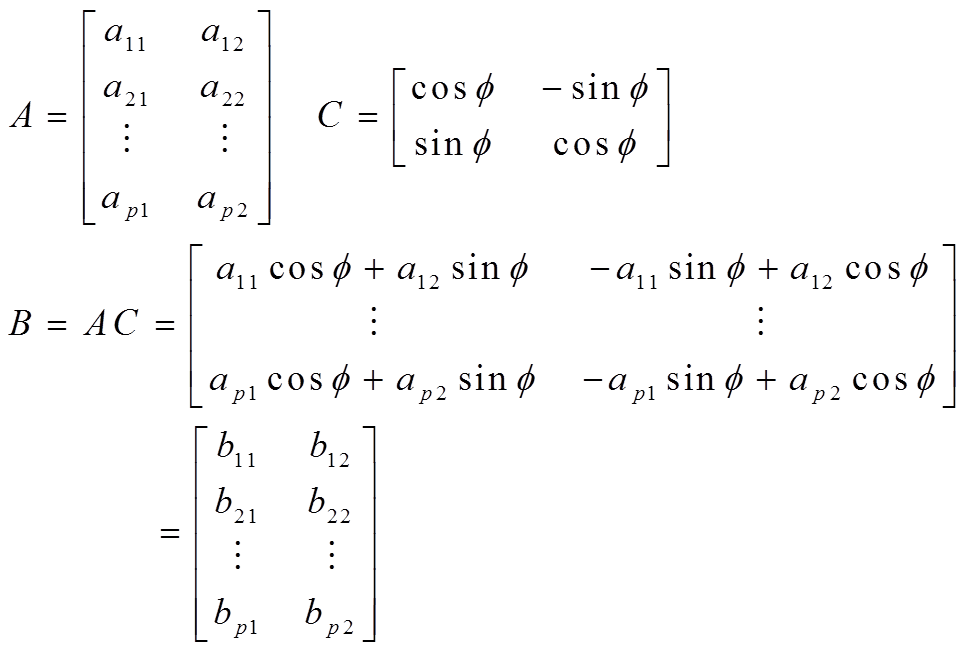 A = [ a₁₁ a₁₂ ; a₂₁ a₂₂ ; ⋮ ⋮ ; aₚ₁ aₚ₂ ] C = [ cos ϕ − sin ϕ ; sin ϕ cos ϕ ]
B = AC = [ a₁₁ cos ϕ + a₁₂ sin ϕ −a₁₁ sin ϕ + a₁₂ cos ϕ ; ⋮ ⋮ ; aₚ₁ cos ϕ + aₚ₂ sin ϕ −aₚ₁ sin ϕ + aₚ₂ cos ϕ ]
= [ b₁₁ b₁₂ ; b₂₁ b₂₂ ; ⋮ ⋮ ; bₚ₁ bₚ₂ ]